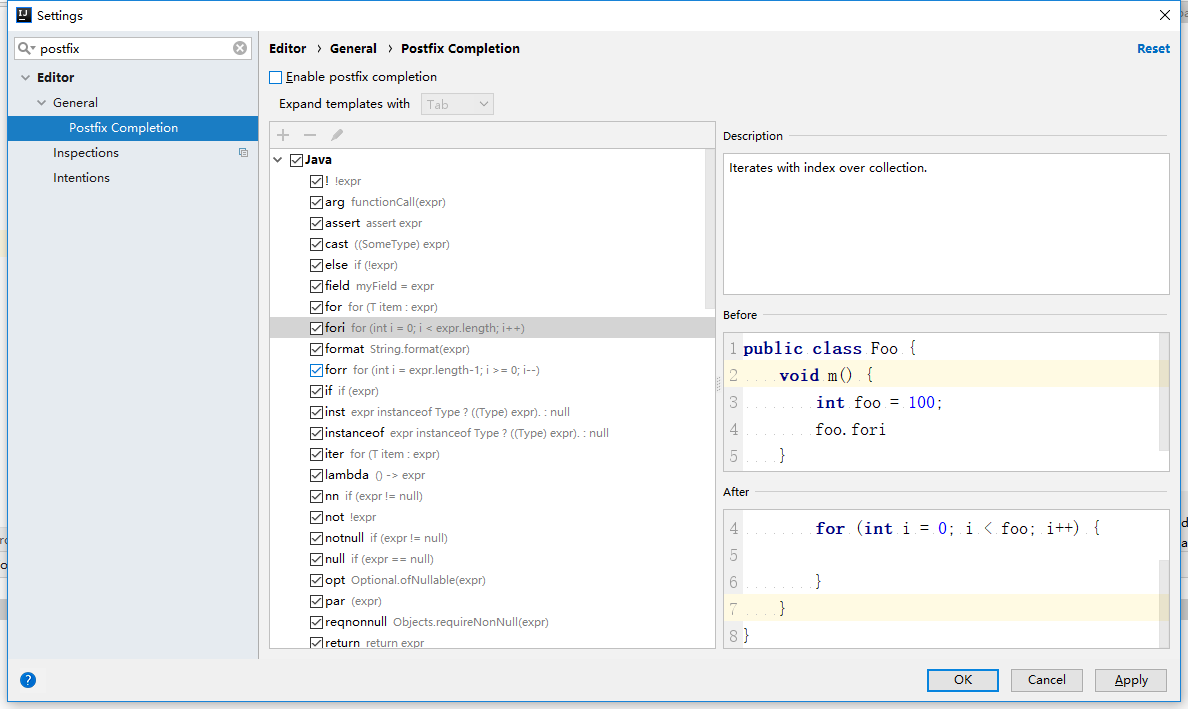 Settings
postfix
Editor
General
Postfix Completion
Inspections
Intentions
Editor › General › Postfix Completion
Reset
Enable postfix completion
Expand templates with Tab
Java
! !expr
arg functionCall(expr)
assert assert expr
cast ((SomeType) expr)
else if (!expr)
field myField = expr
for for (T item : expr)
fori for (int i = 0; i < expr.length; i++)
format String.format(expr)
forr for (int i = expr.length-1; i >= 0; i--)
if if (expr)
inst expr instanceof Type ? ((Type) expr). : null
instanceof expr instanceof Type ? ((Type) expr). : null
iter for (T item : expr)
lambda () -> expr
nn if (expr != null)
not !expr
notnull if (expr != null)
null if (expr == null)
opt Optional.ofNullable(expr)
par (expr)
reqnonnull Objects.requireNonNull(expr)
return return expr
Description
Iterates with index over collection.
Before
1 public class Foo {
2 void m() {
3 int foo = 100;
4 foo.fori
5 }
After
4 for (int i = 0; i < foo; i++) {
5
6 }
7 }
8 }
?
OK
Cancel
Apply